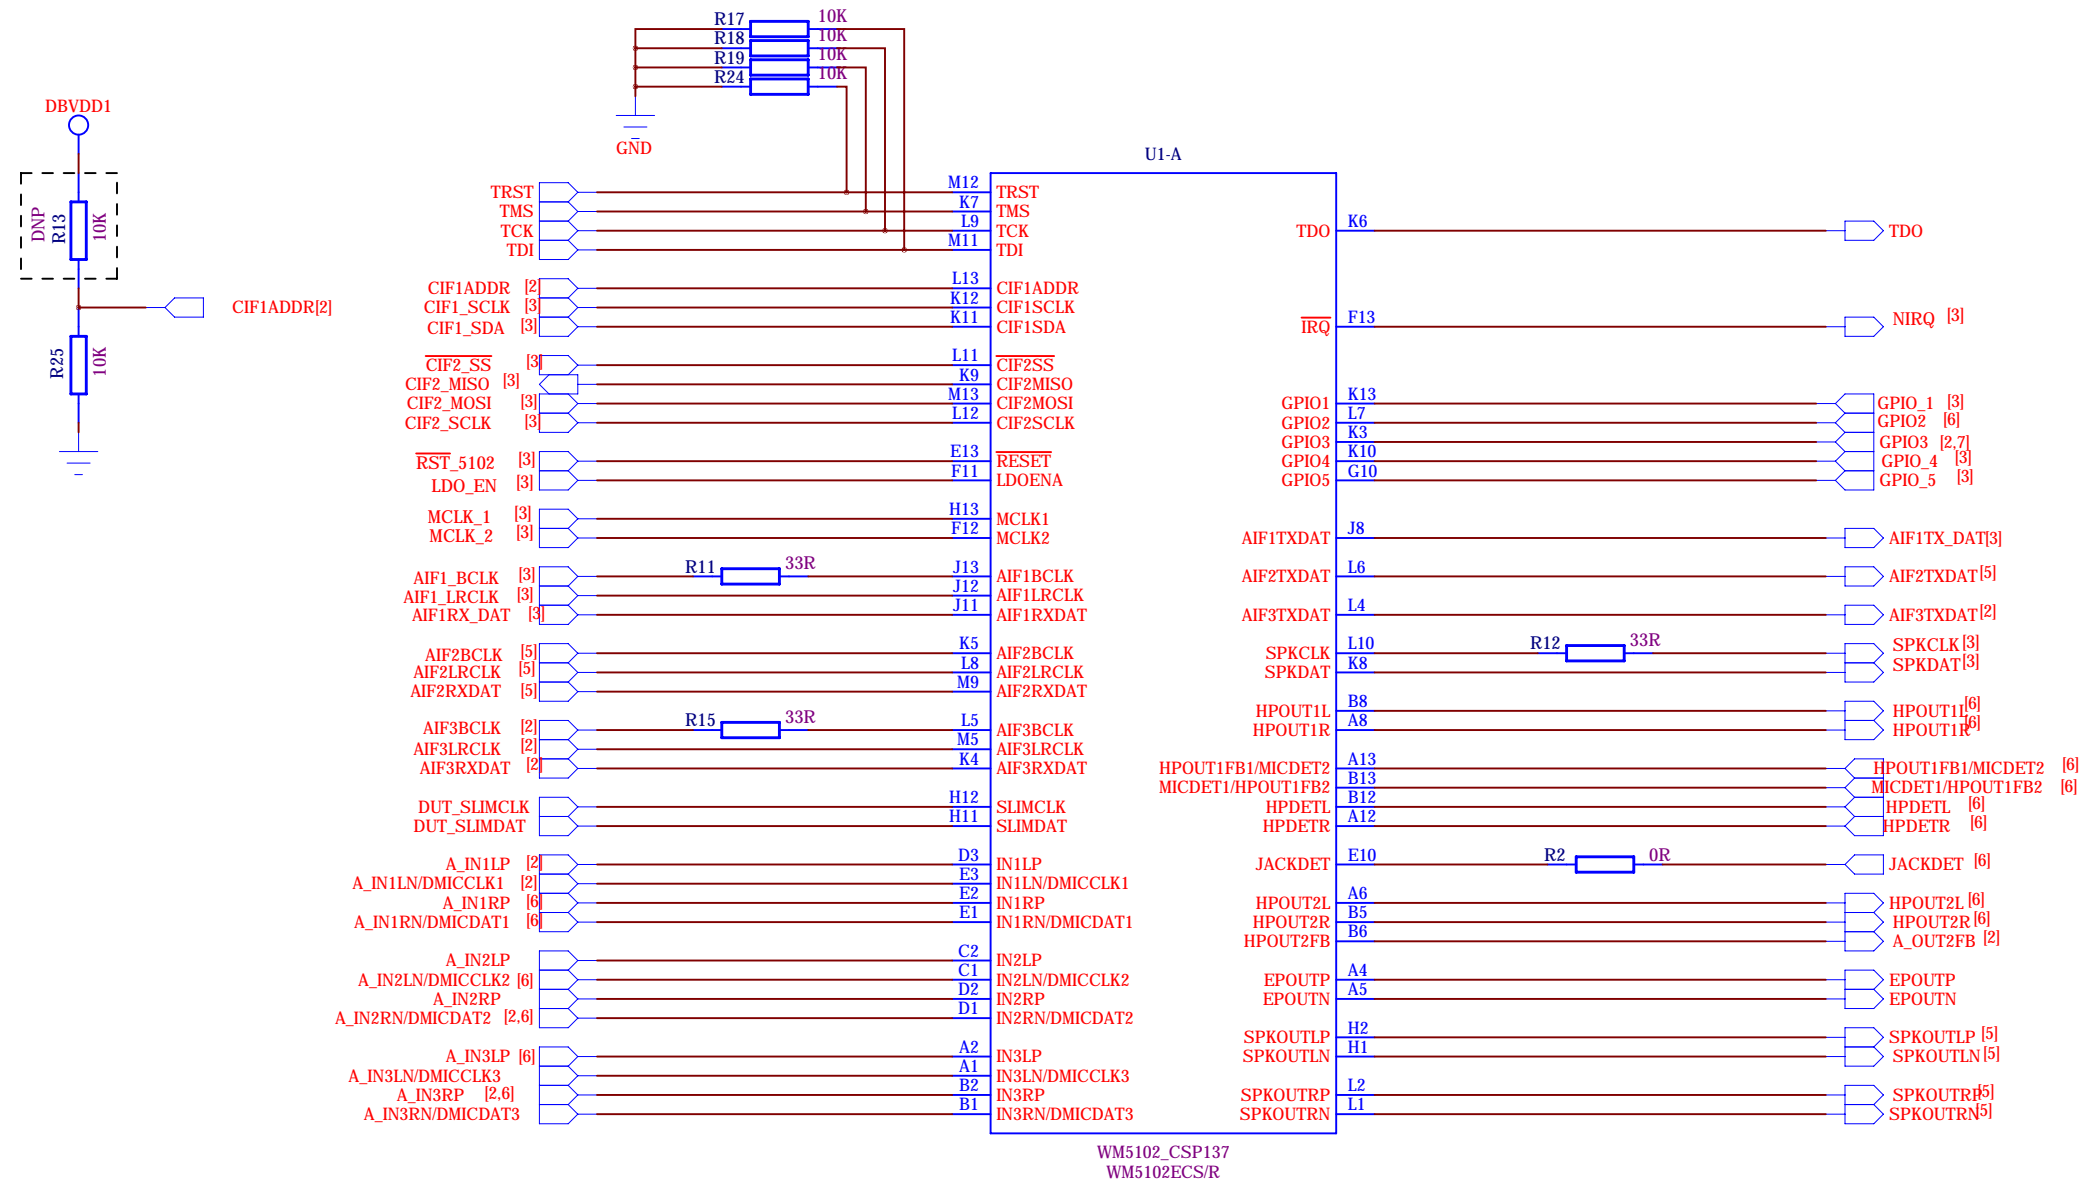 R17 10K
R18 10K
R19 10K
R24 10K
GND
DBVDD1
DNP
R13
10K
CIF1ADDR[2]
R25
10K
U1-A
TRST M12 TRST
TMS K7 TMS
TCK L9 TCK
TDI M11 TDI
CIF1ADDR [2] L13 CIF1ADDR
CIF1_SCLK [3] K12 CIF1SCLK
CIF1_SDA [3] K11 CIF1SDA
CIF2_SS [3] L11 CIF2SS
CIF2_MISO [3] K9 CIF2MISO
CIF2_MOSI [3] M13 CIF2MOSI
CIF2_SCLK [3] L12 CIF2SCLK
RST_5102 [3] E13 RESET
LDO_EN [3] F11 LDOENA
MCLK_1 [3] H13 MCLK1
MCLK_2 [3] F12 MCLK2
AIF1_BCLK [3] R11 33R J13 AIF1BCLK
AIF1_LRCLK [3] J12 AIF1LRCLK
AIF1RX_DAT [3] J11 AIF1RXDAT
AIF2BCLK [5] K5 AIF2BCLK
AIF2LRCLK [5] L8 AIF2LRCLK
AIF2RXDAT [5] M9 AIF2RXDAT
AIF3BCLK [2] R15 33R L5 AIF3BCLK
AIF3LRCLK [2] M5 AIF3LRCLK
AIF3RXDAT [2] K4 AIF3RXDAT
DUT_SLIMCLK H12 SLIMCLK
DUT_SLIMDAT H11 SLIMDAT
A_IN1LP [2] D3 IN1LP
A_IN1LN/DMICCLK1 [2] E3 IN1LN/DMICCLK1
A_IN1RP [6] E2 IN1RP
A_IN1RN/DMICDAT1 [6] E1 IN1RN/DMICDAT1
A_IN2LP C2 IN2LP
A_IN2LN/DMICCLK2 [6] C1 IN2LN/DMICCLK2
A_IN2RP D2 IN2RP
A_IN2RN/DMICDAT2 [2,6] D1 IN2RN/DMICDAT2
A_IN3LP [6] A2 IN3LP
A_IN3LN/DMICCLK3 A1 IN3LN/DMICCLK3
A_IN3RP [2,6] B2 IN3RP
A_IN3RN/DMICDAT3 B1 IN3RN/DMICDAT3
TDO K6 TDO
IRQ F13 NIRQ [3]
GPIO1 K13 GPIO_1 [3]
GPIO2 L7 GPIO2 [6]
GPIO3 K3 GPIO3 [2,7]
GPIO4 K10 GPIO_4 [3]
GPIO5 G10 GPIO_5 [3]
AIF1TXDAT J8 AIF1TX_DAT[3]
AIF2TXDAT L6 AIF2TXDAT[5]
AIF3TXDAT L4 AIF3TXDAT[2]
SPKCLK L10 R12 33R SPKCLK[3]
SPKDAT K8 SPKDAT[3]
HPOUT1L B8 HPOUT1L[6]
HPOUT1R A8 HPOUT1R[6]
HPOUT1FB1/MICDET2 A13 HPOUT1FB1/MICDET2 [6]
MICDET1/HPOUT1FB2 B13 MICDET1/HPOUT1FB2 [6]
HPDETL B12 HPDETL [6]
HPDETR A12 HPDETR [6]
JACKDET E10 R2 0R JACKDET [6]
HPOUT2L A6 HPOUT2L [6]
HPOUT2R B5 HPOUT2R [6]
HPOUT2FB B6 A_OUT2FB [2]
EPOUTP A4 EPOUTP
EPOUTN A5 EPOUTN
SPKOUTLP H2 SPKOUTLP [5]
SPKOUTLN H1 SPKOUTLN [5]
SPKOUTRP L2 SPKOUTRP[5]
SPKOUTRN L1 SPKOUTRN[5]
WM5102_CSP137
WM5102ECS/R